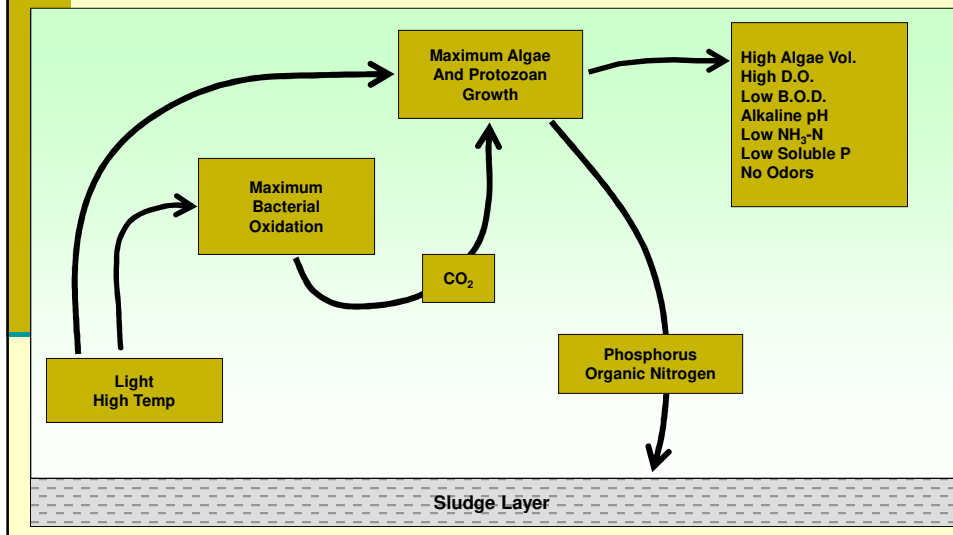 Maximum Algae
And Protozoan
Growth
High Algae Vol.
High D.O.
Low B.O.D.
Alkaline pH
Low NH₃-N
Low Soluble P
No Odors
Maximum
Bacterial
Oxidation
CO₂
Phosphorus
Organic Nitrogen
Light
High Temp
Sludge Layer